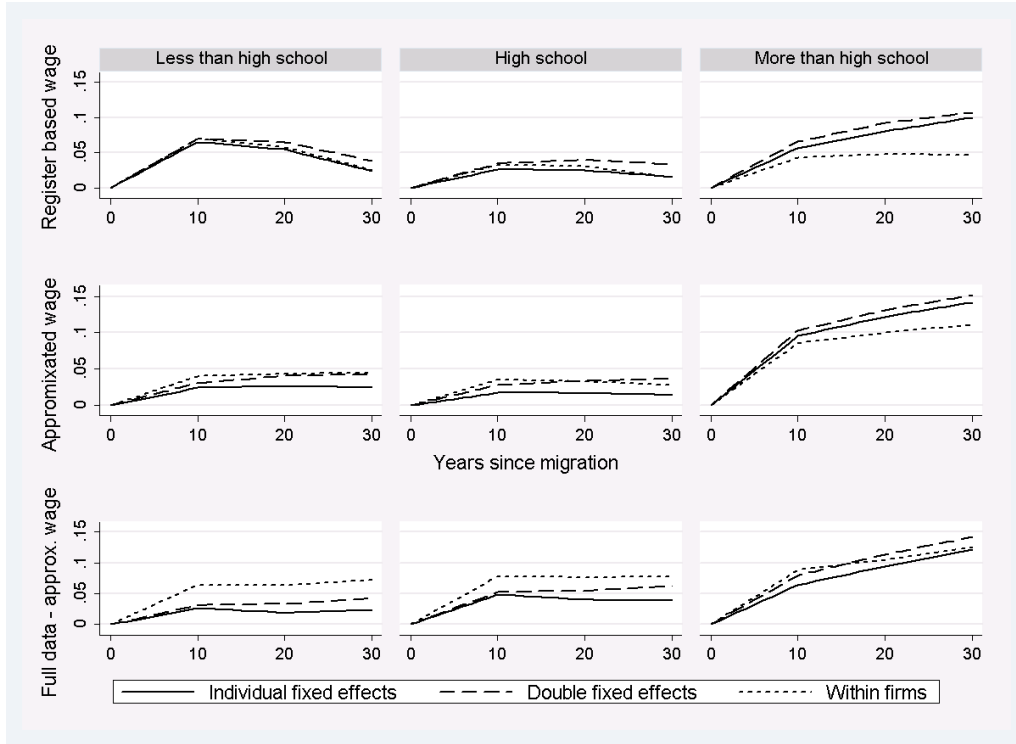 Less than high school
High school
More than high school
Register based wage
.15
.1
.05
0
0 10 20 30
0 10 20 30
0 10 20 30
Appromixated wage
.15
.1
.05
0
0 10 20 30
0 10 20 30
0 10 20 30
Years since migration
Full data - approx. wage
.15
.1
.05
0
0 10 20 30
0 10 20 30
0 10 20 30
Individual fixed effects
Double fixed effects
Within firms